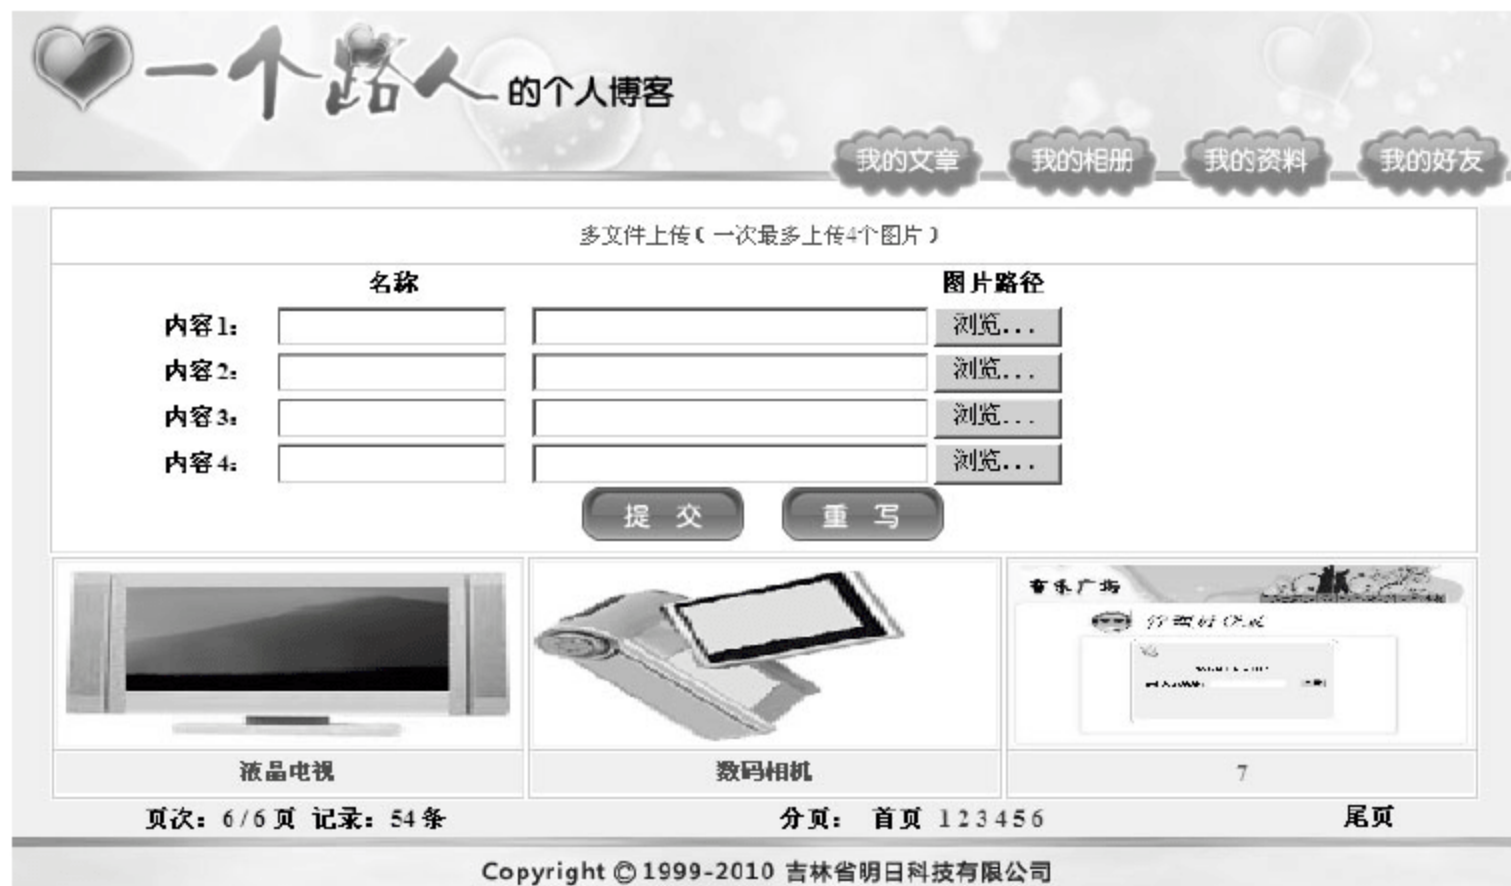 一个路人的个人博客
我的文章 我的相册 我的资料 我的好友
多文件上传(一次最多上传4个图片)
名称 图片路径
内容1: 浏览...
内容2: 浏览...
内容3: 浏览...
内容4: 浏览...
提 交 重 写
音乐广场
液晶电视 数码相机 7
页次: 6/6 页 记录: 54 条 分页: 首页 1 2 3 4 5 6 尾页
Copyright © 1999-2010 吉林省明日科技有限公司